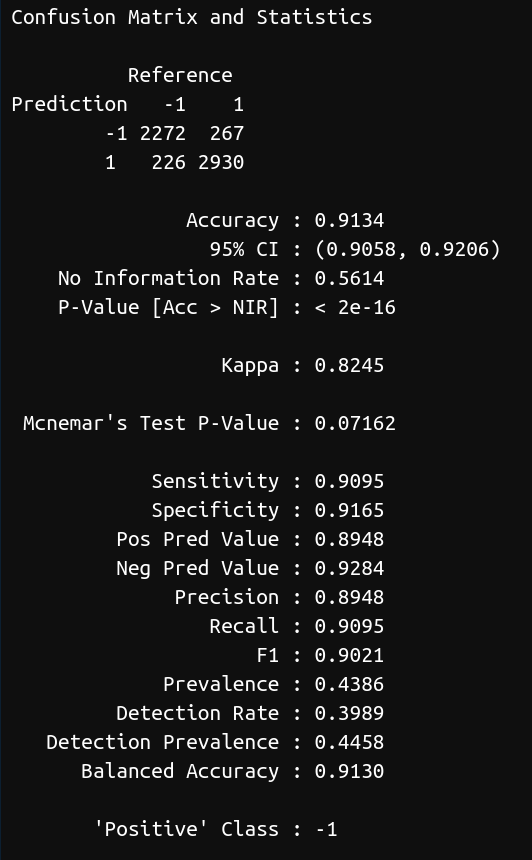 Confusion Matrix and Statistics
Reference
Prediction -1 1
-1 2272 267
1 226 2930
Accuracy : 0.9134
95% CI : (0.9058, 0.9206)
No Information Rate : 0.5614
P-Value [Acc > NIR] : < 2e-16
Kappa : 0.8245
Mcnemar's Test P-Value : 0.07162
Sensitivity : 0.9095
Specificity : 0.9165
Pos Pred Value : 0.8948
Neg Pred Value : 0.9284
Precision : 0.8948
Recall : 0.9095
F1 : 0.9021
Prevalence : 0.4386
Detection Rate : 0.3989
Detection Prevalence : 0.4458
Balanced Accuracy : 0.9130
'Positive' Class : -1